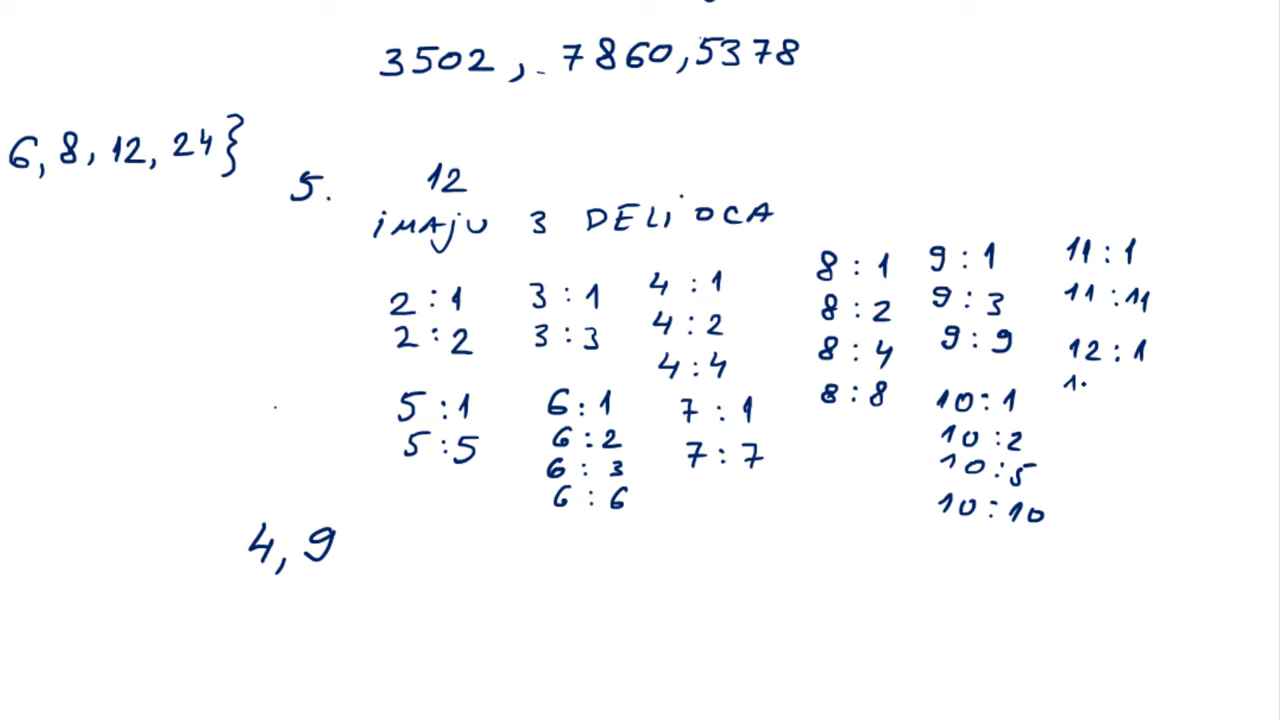 3502, 7860, 5378
6, 8, 12, 24}
5. 12
IMAJU 3 DELIOCA
2 : 1
2 : 2
3 : 1
3 : 3
4 : 1
4 : 2
4 : 4
8 : 1
8 : 2
8 : 4
8 : 8
9 : 1
9 : 3
9 : 9
11 : 1
11 : 11
12 : 1
1
5 : 1
5 : 5
6 : 1
6 : 2
6 : 3
6 : 6
7 : 1
7 : 7
10 : 1
10 : 2
10 : 5
10 : 10
4, 9